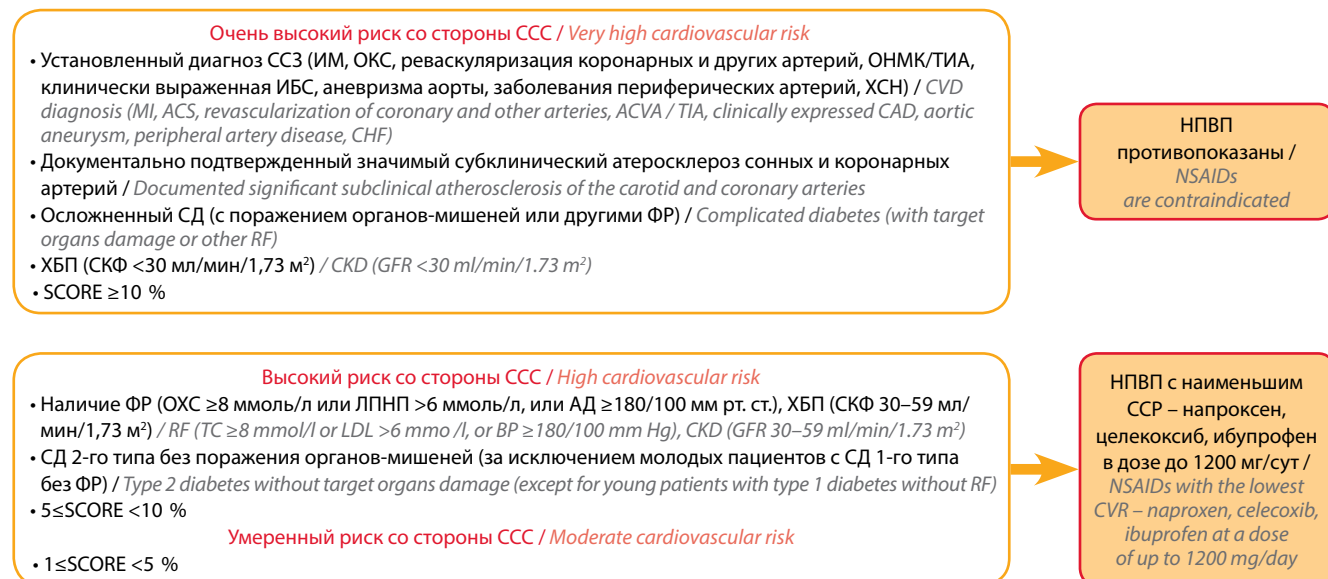 Очень высокий риск со стороны ССС / Very high cardiovascular risk
• Установленный диагноз ССЗ (ИМ, ОКС, реваскуляризация коронарных и других артерий, ОНМК/ТИА,
клинически выраженная ИБС, аневризма аорты, заболевания периферических артерий, ХСН) / CVD
diagnosis (MI, ACS, revascularization of coronary and other arteries, ACVA / TIA, clinically expressed CAD, aortic
aneurysm, peripheral artery disease, CHF)
• Документально подтвержденный значимый субклинический атеросклероз сонных и коронарных
артерий / Documented significant subclinical atherosclerosis of the carotid and coronary arteries
• Осложненный СД (с поражением органов-мишеней или другими ФР) / Complicated diabetes (with target
organs damage or other RF)
• ХБП (СКФ <30 мл/мин/1,73 м²) / CKD (GFR <30 ml/min/1.73 m²)
• SCORE ≥10 %
НПВП
противопоказаны /
NSAIDs
are contraindicated
Высокий риск со стороны ССС / High cardiovascular risk
• Наличие ФР (ОХС ≥8 ммоль/л или ЛПНП >6 ммоль/л, или АД ≥180/100 мм рт. ст.), ХБП (СКФ 30–59 мл/
мин/1,73 м²) / RF (TC ≥8 mmol/l or LDL >6 mmo /l, or BP ≥180/100 mm Hg), CKD (GFR 30–59 ml/min/1.73 m²)
• СД 2-го типа без поражения органов-мишеней (за исключением молодых пациентов с СД 1-го типа
без ФР) / Type 2 diabetes without target organs damage (except for young patients with type 1 diabetes without RF)
• 5≤SCORE <10 %
Умеренный риск со стороны ССС / Moderate cardiovascular risk
• 1≤SCORE <5 %
НПВП с наименьшим
ССР – напроксен,
целекоксиб, ибупрофен
в дозе до 1200 мг/сут /
NSAIDs with the lowest
CVR – naproxen, celecoxib,
ibuprofen at a dose
of up to 1200 mg/day